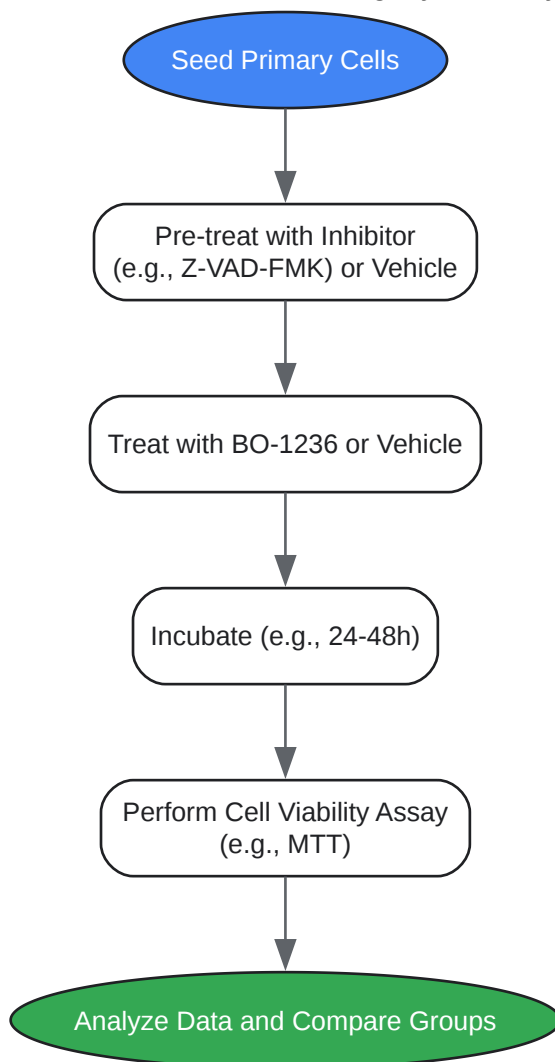 Seed Primary Cells
Pre-treat with Inhibitor
(e.g., Z-VAD-FMK) or Vehicle
Treat with BO-1236 or Vehicle
Incubate (e.g., 24-48h)
Perform Cell Viability Assay
(e.g., MTT)
Analyze Data and Compare Groups